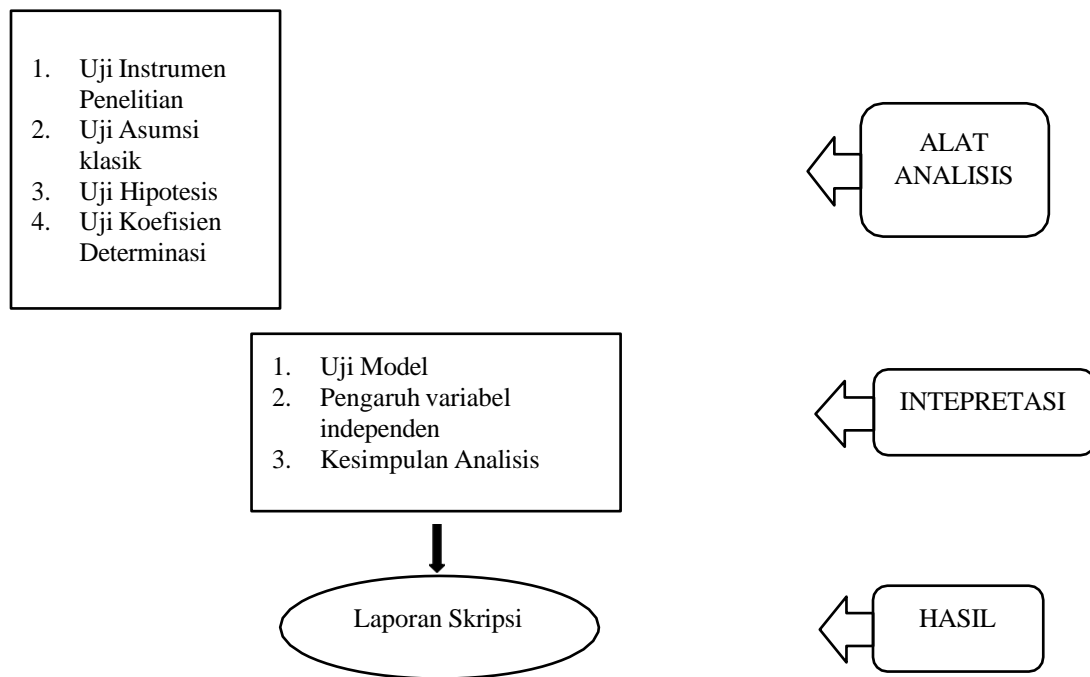 1. Uji Instrumen
Penelitian
2. Uji Asumsi
klasik
3. Uji Hipotesis
4. Uji Koefisien
Determinasi
ALAT
ANALISIS
1. Uji Model
2. Pengaruh variabel
independen
3. Kesimpulan Analisis
INTEPRETASI
Laporan Skripsi
HASIL